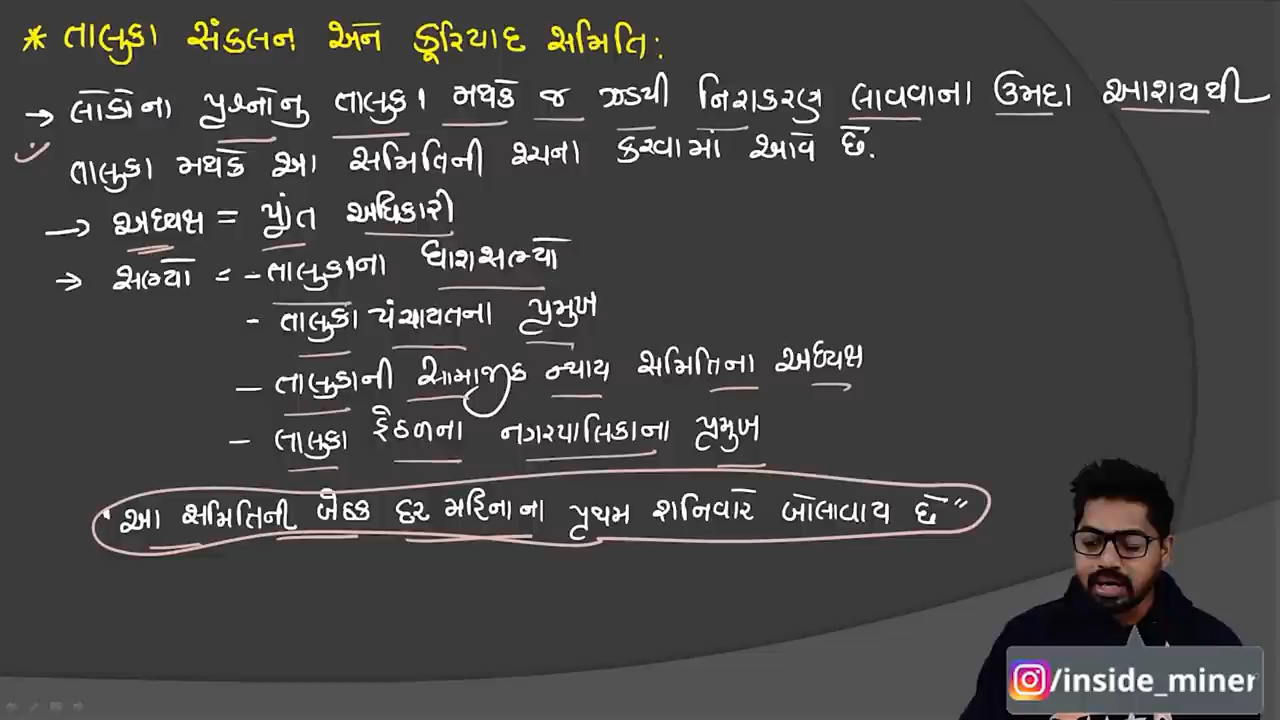 * તાલુકા સંકલન અને ફરિયાદ સમિતિ:
→ લોકોના પ્રશ્નોનું તાલુકા મથકે જ ઝડપી નિરાકરણ લાવવાના ઉમદા આશયથી
તાલુકા મથકે આ સમિતિની રચના કરવામાં આવે છે.
→ અધ્યક્ષ = પ્રાંત અધિકારી
→ સભ્યો = - તાલુકાના ધારાસભ્યો
- તાલુકા પંચાયતના પ્રમુખ
- તાલુકાની સામાજીક ન્યાય સમિતિના અધ્યક્ષ
- તાલુકા હેઠળના નગરપાલિકાના પ્રમુખ
"આ સમિતિની બેઠક દર મહિનાના પ્રથમ શનિવારે બોલાવાય છે"
/inside_miner